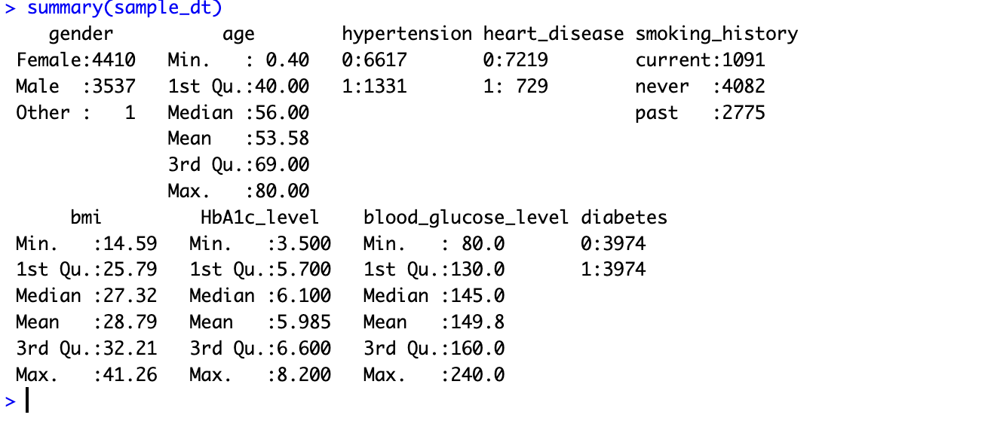 > summary(sample_dt)
    gender          age       hypertension heart_disease smoking_history
 Female:4410   Min.   : 0.40   0:6617       0:7219        current:1091
 Male  :3537   1st Qu.:40.00   1:1331       1: 729        never  :4082
 Other :   1   Median :56.00                              past   :2775
               Mean   :53.58
               3rd Qu.:69.00
               Max.   :80.00
      bmi         HbA1c_level    blood_glucose_level diabetes
 Min.   :14.59   Min.   :3.500   Min.   : 80.0       0:3974
 1st Qu.:25.79   1st Qu.:5.700   1st Qu.:130.0       1:3974
 Median :27.32   Median :6.100   Median :145.0
 Mean   :28.79   Mean   :5.985   Mean   :149.8
 3rd Qu.:32.21   3rd Qu.:6.600   3rd Qu.:160.0
 Max.   :41.26   Max.   :8.200   Max.   :240.0
>